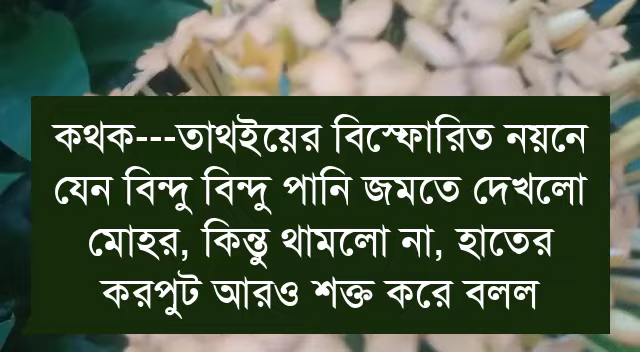 কথক---তাথইয়ের বিস্ফোরিত নয়নে
যেন বিন্দু বিন্দু পানি জমতে দেখলো
মোহর, কিন্তু থামলো না, হাতের
করপুট আরও শক্ত করে বলল